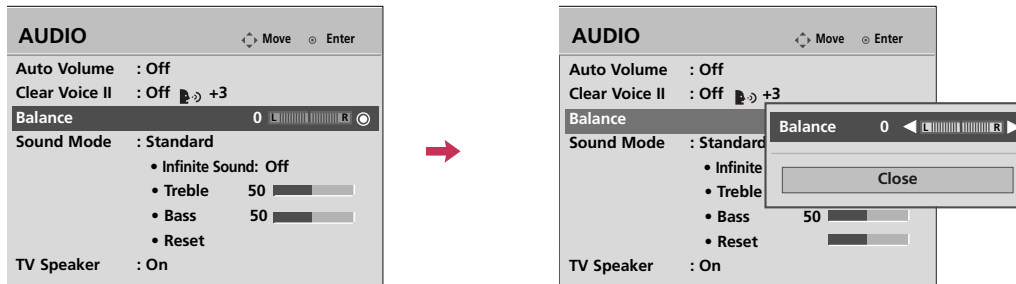 AUDIO Move Enter
Auto Volume : Off
Clear Voice II : Off +3
Balance 0 L R
Sound Mode : Standard
• Infinite Sound: Off
• Treble 50
• Bass 50
• Reset
TV Speaker : On
AUDIO Move Enter
Auto Volume : Off
Clear Voice II : Off +3
Balance
Sound Mode : Standard
• Infinite
• Treble
• Bass 50
• Reset
TV Speaker : On
Balance 0 L R
Close